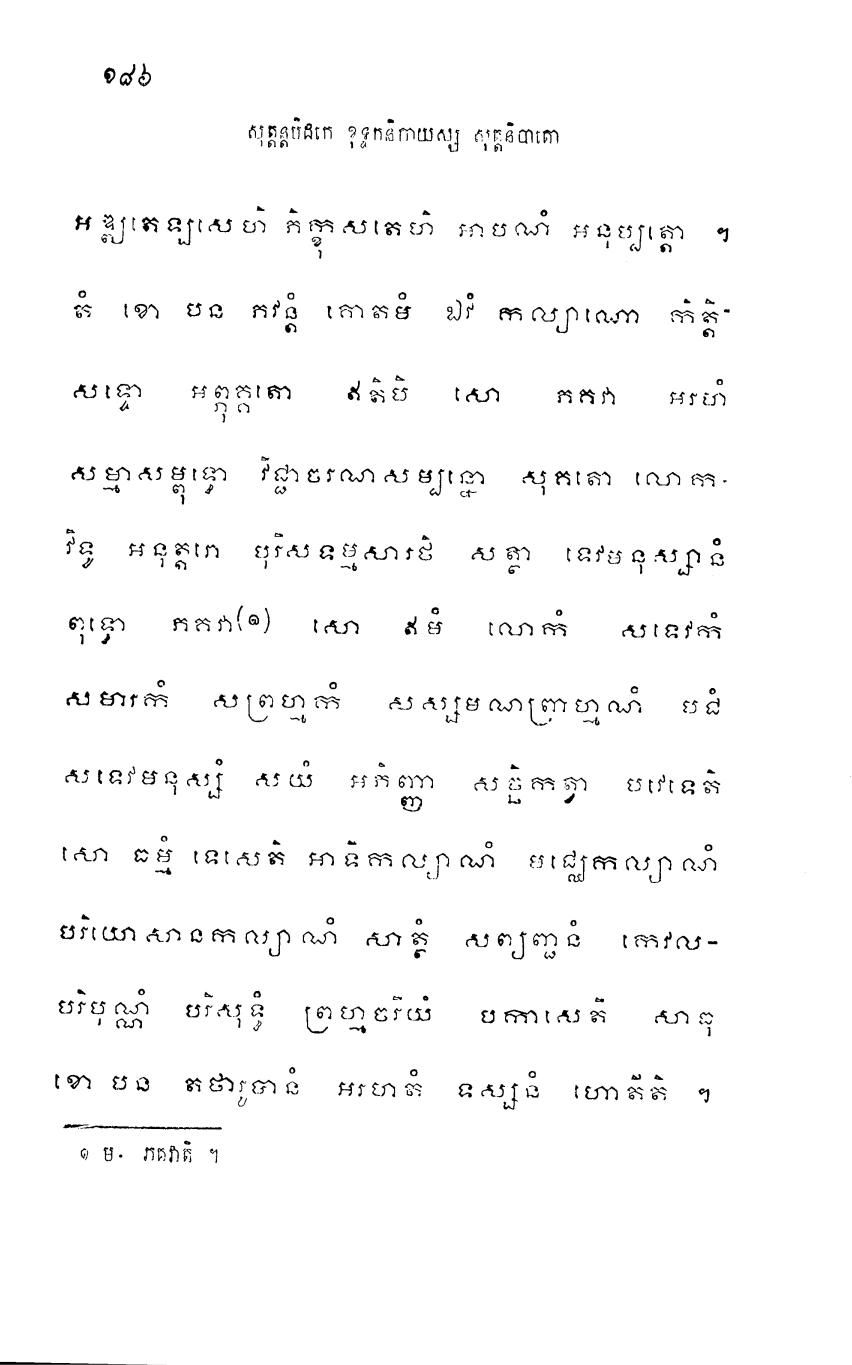 ១៨៦
សុត្តន្តបិដកេ ខុទ្ទកនិកាយស្ស សុត្តនិបាតោ
អឌ្ឍតេឡសេហិ ភិក្ខុសតេហិ អាបណំ អនុប្បត្តោ ។
តំ ខោ បន ភវន្តំ គោតមំ ឯវំ កល្យាណោ កិត្តិ-
សទ្ទោ អព្ភុគ្គតោ ឥតិបិ សោ ភគវា អរហំ
សម្មាសម្ពុទ្ធោ វិជ្ជាចរណសម្បន្នោ សុគតោ លោក-
វិទូ អនុត្តរោ បុរិសទម្មសារថិ សត្ថា ទេវមនុស្សានំ
ពុទ្ធោ ភគវា(១) សោ ឥមំ លោកំ សទេវកំ
សមារកំ សព្រហ្មកំ សស្សមណព្រាហ្មណំ បជំ
សទេវមនុស្សំ សយំ អភិញ្ញា សច្ឆិកត្វា បវេទេតិ
សោ ធម្មំ ទេសេតិ អាទិកល្យាណំ មជ្ឈេកល្យាណំ
បរិយោសានកល្យាណំ សាត្ថំ សព្យញ្ជនំ កេវល-
បរិបុណ្ណំ បរិសុទ្ធំ ព្រហ្មចរិយំ បកាសេតិ សាធុ
ខោ បន តថារូបានំ អរហតំ ទស្សនំ ហោតីតិ ។
១ ម. ភគវាតិ ។